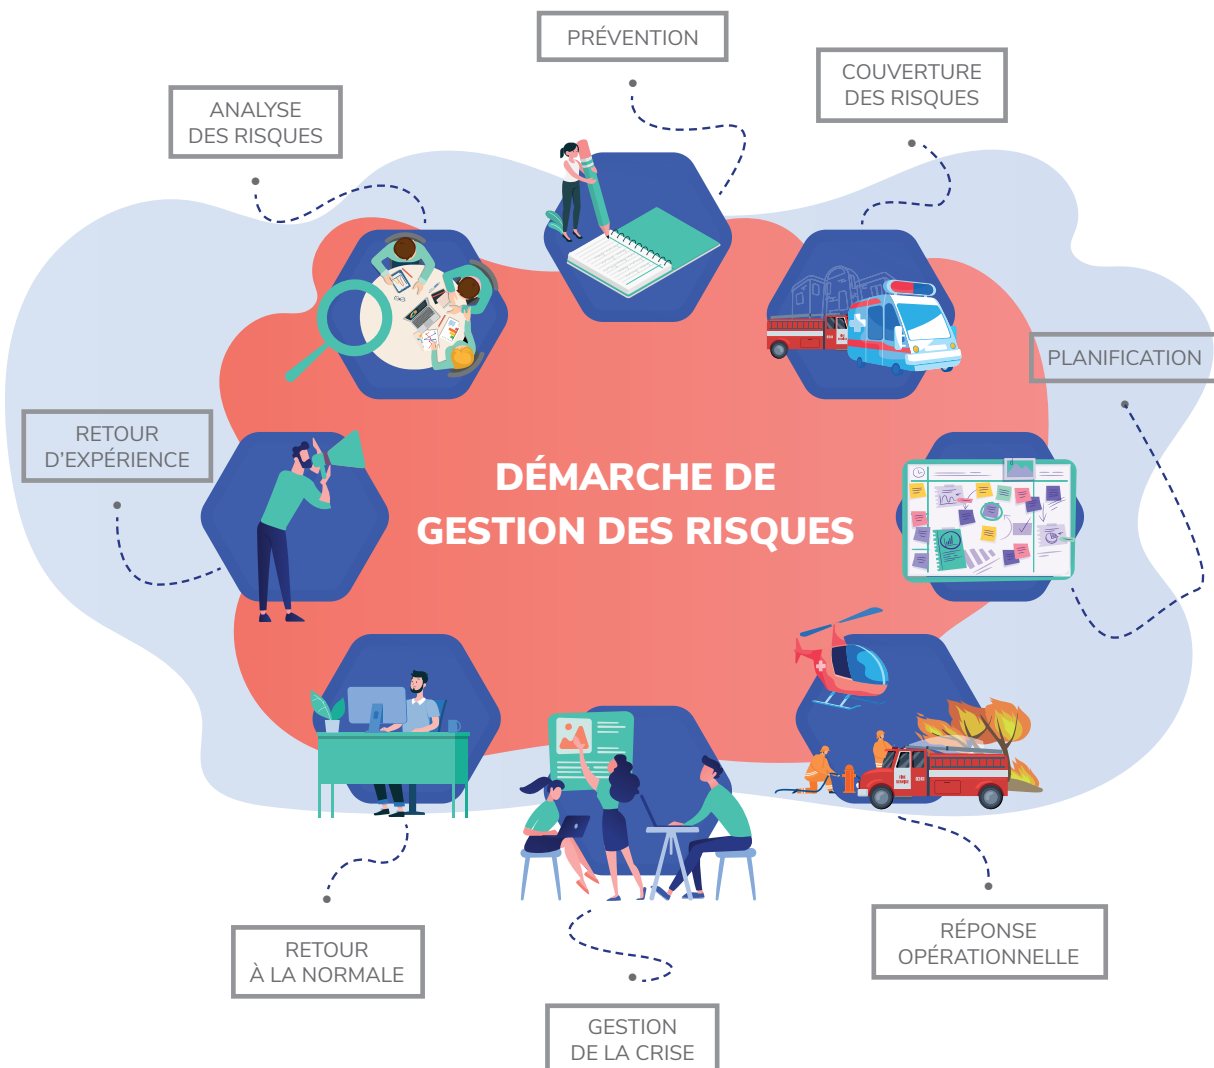 PRÉVENTION
COUVERTURE
DES RISQUES
ANALYSE
DES RISQUES
PLANIFICATION
RETOUR
D'EXPÉRIENCE
DÉMARCHE DE
GESTION DES RISQUES
RÉPONSE
OPÉRATIONNELLE
RETOUR
À LA NORMALE
GESTION
DE LA CRISE